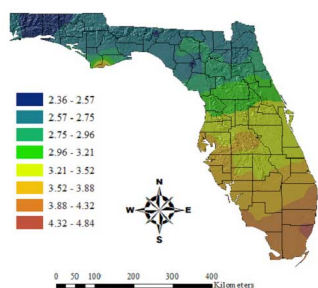 2.36 - 2.57
2.57 - 2.75
2.75 - 2.96
2.96 - 3.21
3.21 - 3.52
3.52 - 3.88
3.88 - 4.32
4.32 - 4.84
N
W E
S
0 50 100 200 300 400
Kilometers